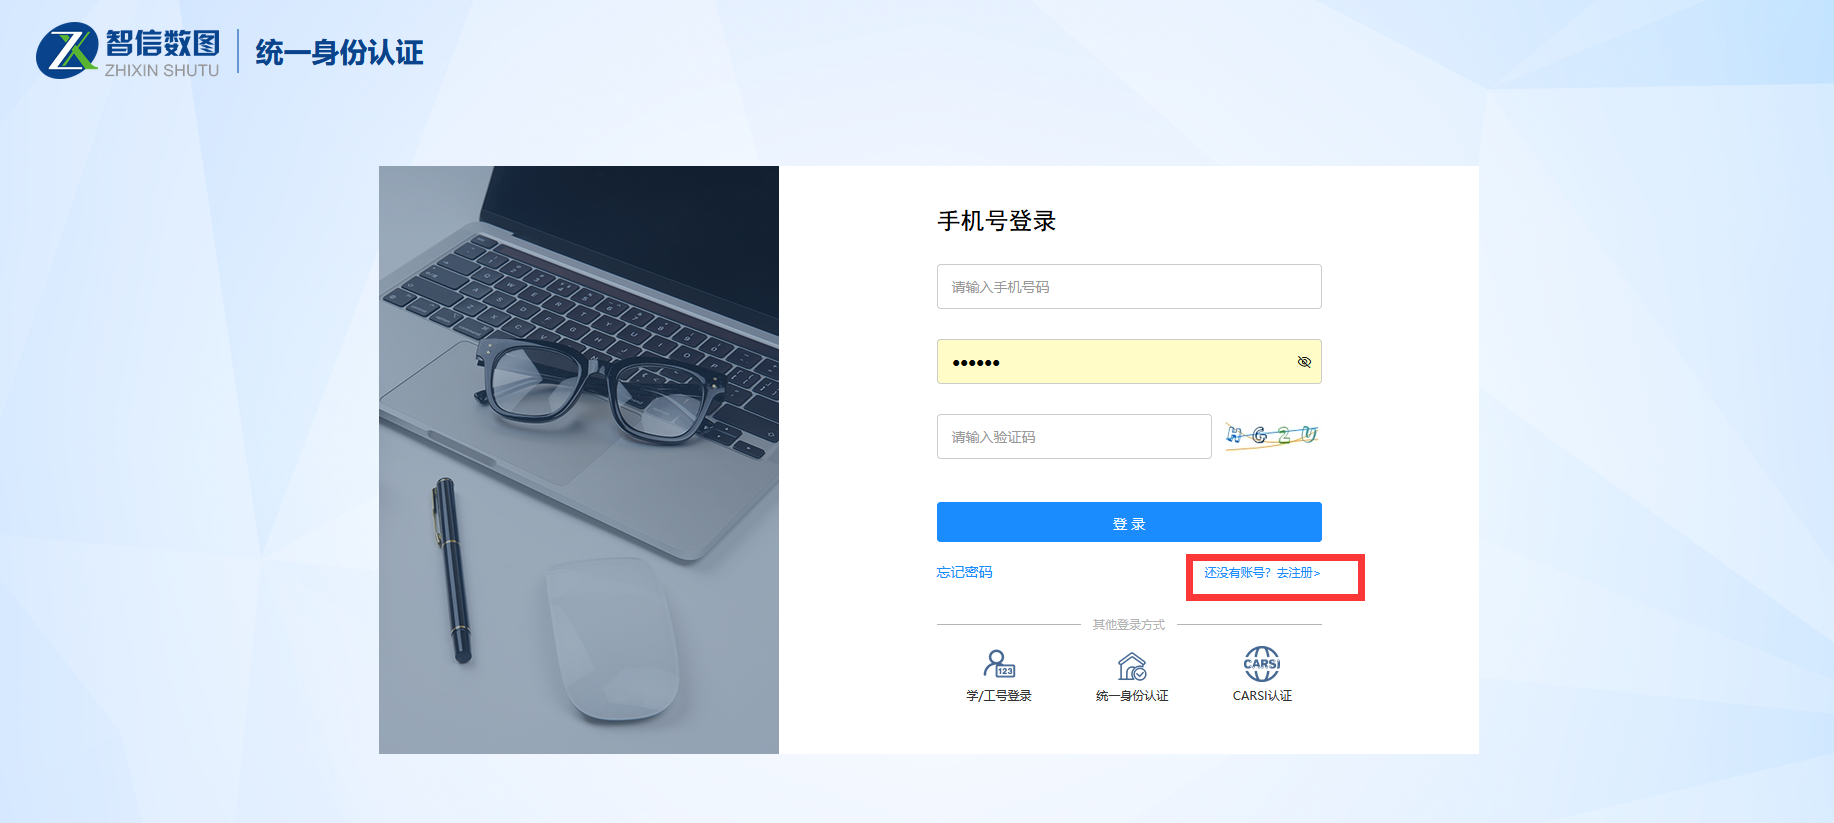 智信数图
ZHIXIN SHUTU
统一身份认证
手机号登录
请输入手机号码
••••••
请输入验证码
HG2U
登 录
忘记密码
还没有账号？去注册>
其他登录方式
123
CARSI
学/工号登录
统一身份认证
CARSI认证